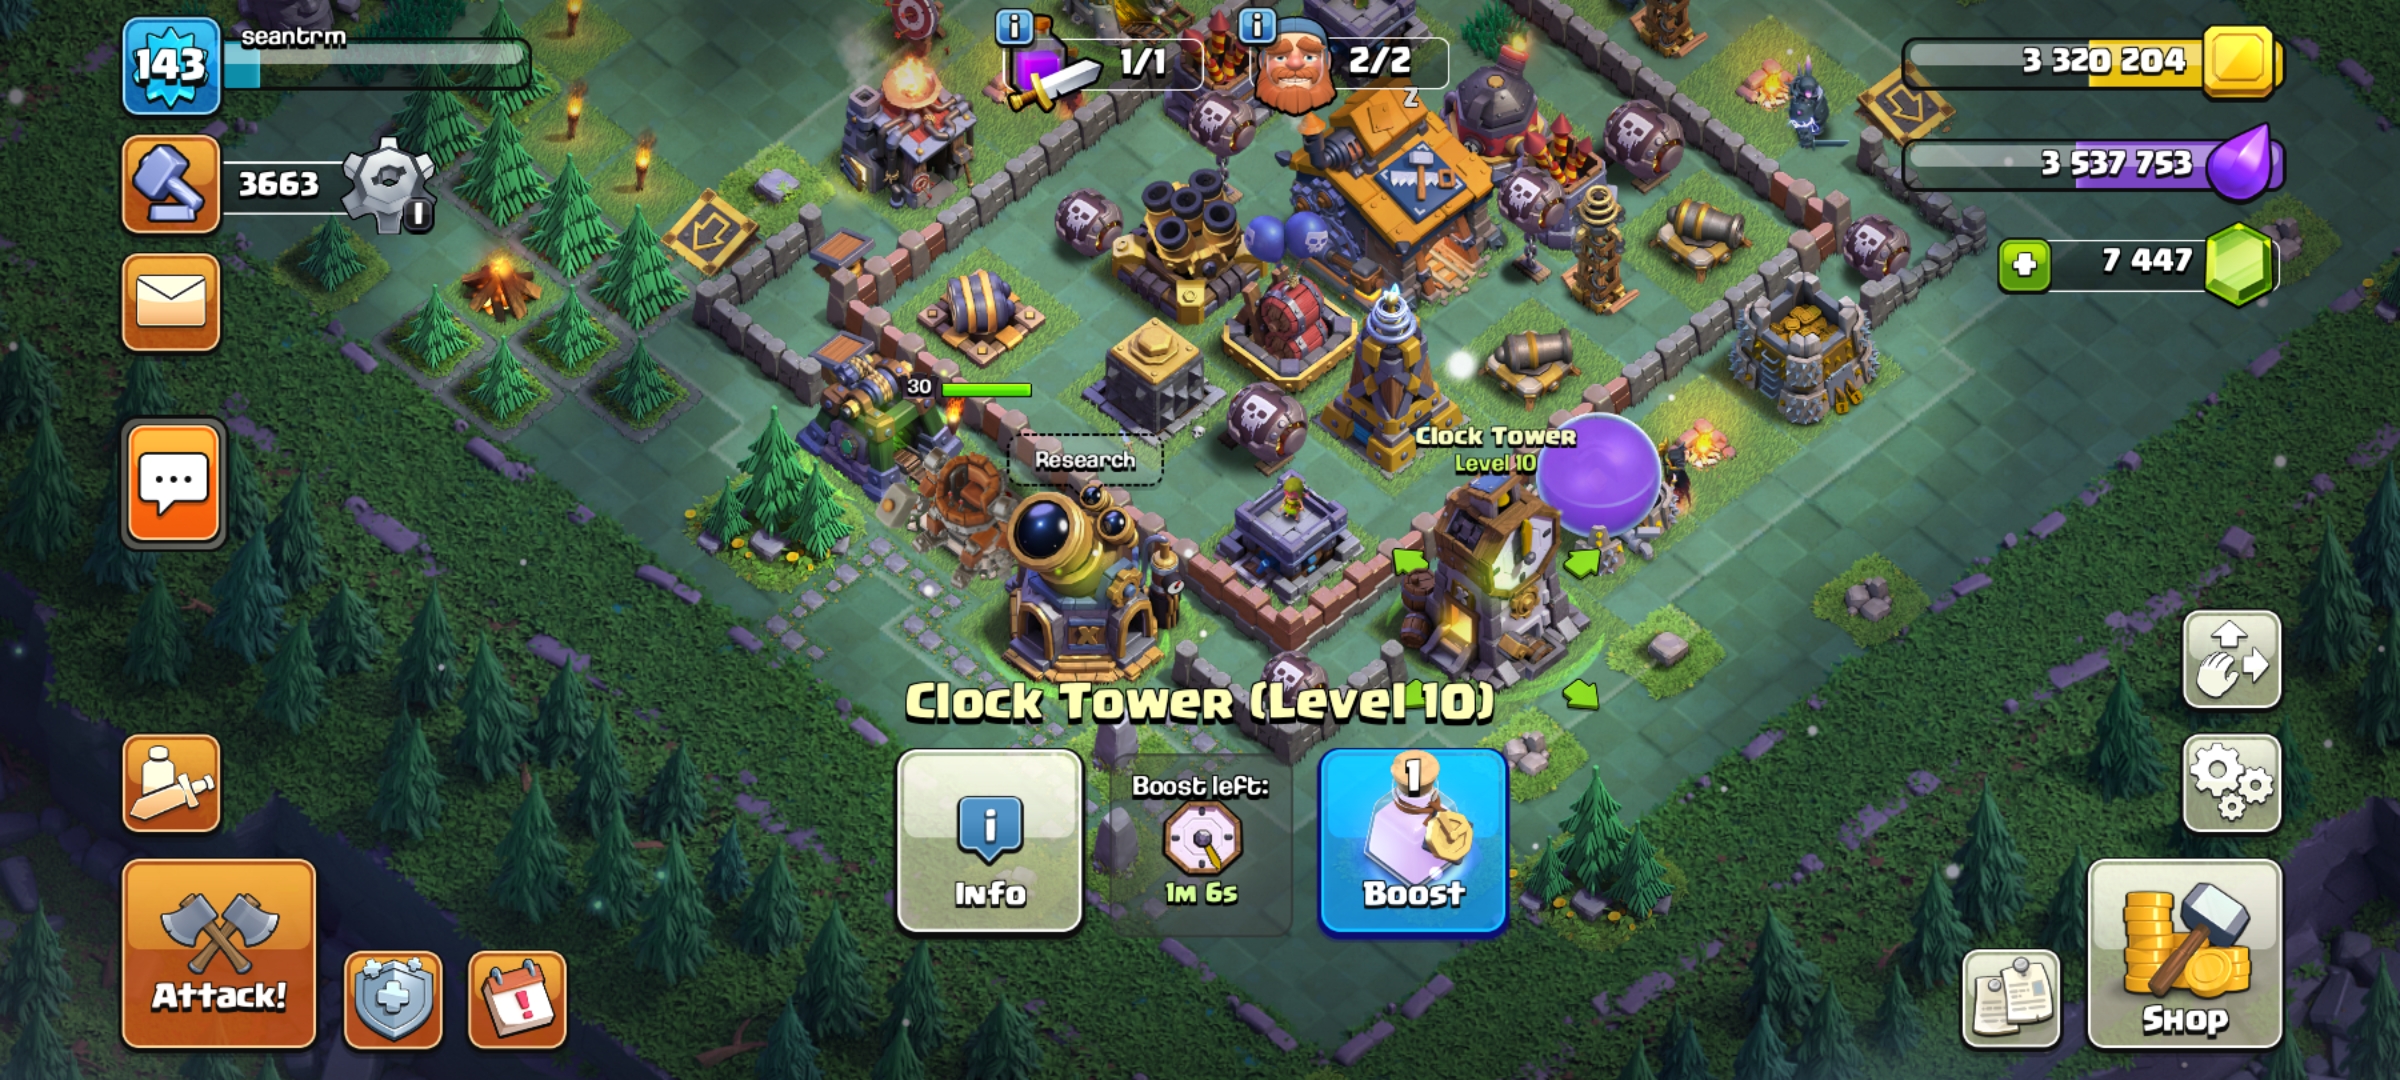 143
seantrm
1/1
2/2
z
3 320 204
3663
I
3 537 753
7 447
30
Research
Clock Tower
Level 10
Clock Tower (Level 10)
Info
Boost left:
1m 6s
1
Boost
Attack!
Shop